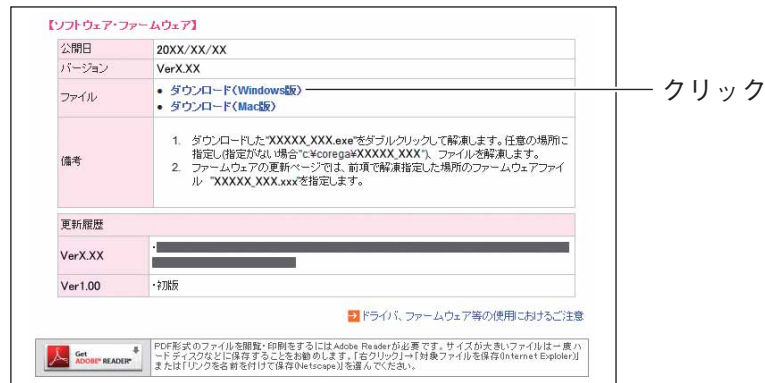 【ソフトウェア・ファームウェア】
公開日 20XX/XX/XX
バージョン VerX.XX
ファイル • ダウンロード(Windows版)
• ダウンロード(Mac版)
クリック
備考 1. ダウンロードした"XXXXX_XXX.exe"をダブルクリックして解凍します。任意の場所に
指定し(指定がない場合"c:¥corega¥XXXXX_XXX")、ファイルを解凍します。
2. ファームウェアの更新ページでは、前項で解凍指定した場所のファームウェアファイ
ル "XXXXX_XXX.xxx"を指定します。
更新履歴
VerX.XX ・
Ver1.00 ・初版
ドライバ、ファームウェア等の使用におけるご注意
Get ADOBE® READER®
PDF形式のファイルを閲覧・印刷をするにはAdobe Readerが必要です。サイズが大きいファイルは一度ハ
ードディスクなどに保存することをお勧めします。「右クリック」→「対象ファイルを保存(Internet Exploler)」
または「リンクを名前を付けて保存(Netscape)」を選んでください。